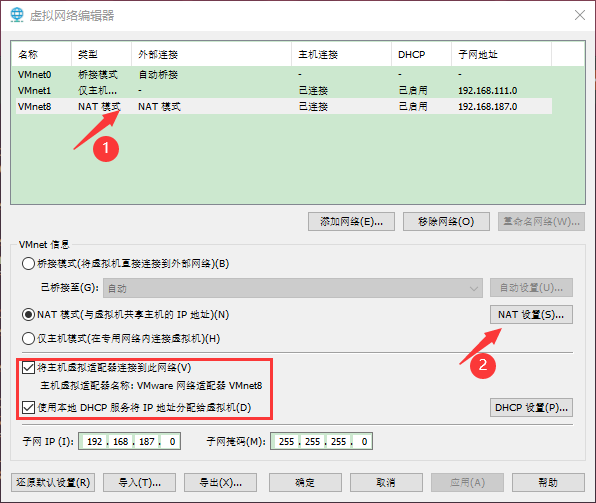 虚拟网络编辑器
名称 类型 外部连接 主机连接 DHCP 子网地址
VMnet0 桥接模式 自动桥接 - - -
VMnet1 仅主机... - 已连接 已启用 192.168.111.0
VMnet8 NAT 模式 NAT 模式 已连接 已启用 192.168.187.0
1
添加网络(E)... 移除网络(O) 重命名网络(W)...
VMnet 信息
桥接模式(将虚拟机直接连接到外部网络)(B)
已桥接至(G): 自动 自动设置(U)...
NAT 模式(与虚拟机共享主机的 IP 地址)(N) NAT 设置(S)...
仅主机模式(在专用网络内连接虚拟机)(H)
2
将主机虚拟适配器连接到此网络(V)
主机虚拟适配器名称: VMware 网络适配器 VMnet8
使用本地 DHCP 服务将 IP 地址分配给虚拟机(D) DHCP 设置(P)...
子网 IP (I): 192 . 168 . 187 . 0 子网掩码(M): 255 . 255 . 255 . 0
还原默认设置(R) 导入(T)... 导出(X)... 确定 取消 应用(A) 帮助